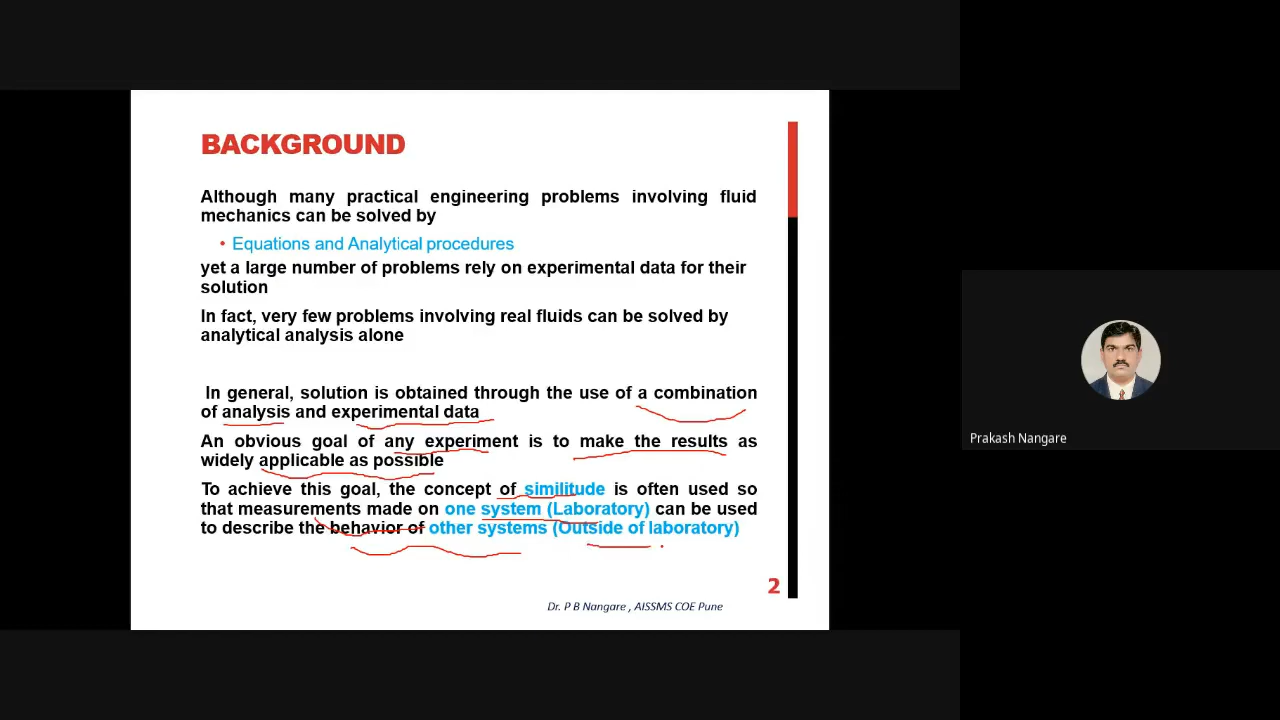 BACKGROUND
Although many practical engineering problems involving fluid
mechanics can be solved by
• Equations and Analytical procedures
yet a large number of problems rely on experimental data for their
solution
In fact, very few problems involving real fluids can be solved by
analytical analysis alone
In general, solution is obtained through the use of a combination
of analysis and experimental data
An obvious goal of any experiment is to make the results as
widely applicable as possible
To achieve this goal, the concept of similitude is often used so
that measurements made on one system (Laboratory) can be used
to describe the behavior of other systems (Outside of laboratory)
2
Dr. P B Nangare , AISSMS COE Pune
Prakash Nangare